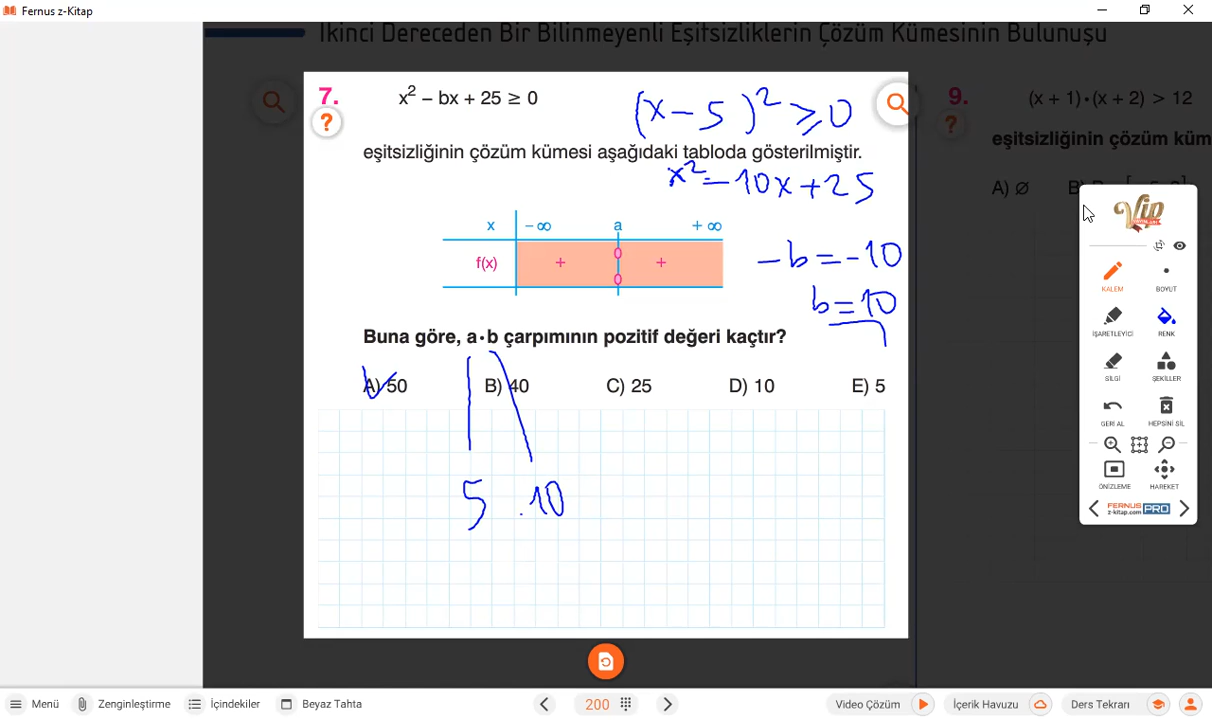 Fernus z-Kitap
İkinci Dereceden Bir Bilinmeyenli Eşitsizliklerin Çözüm Kümesinin Bulunuşu
7. x² – bx + 25 ≥ 0
(x – 5)² ≥ 0
eşitsizliğinin çözüm kümesi aşağıdaki tabloda gösterilmiştir.
x² – 10x + 25
x –∞ a +∞
f(x) + 0 0 +
–b = –10
b = 10
Buna göre, a·b çarpımının pozitif değeri kaçtır?
A) 50 B) 40 C) 25 D) 10 E) 5
5 . 10
9. (x + 1)·(x + 2) > 12
eşitsizliğinin çözüm küm
A) ∅
Vip
KALEM BOYUT
İŞARETLEYİCİ RENK
SİLGİ ŞEKİLLER
GERİ AL HEPSİNİ SİL
ÖNİZLEME HAREKET
FERNUS
z-kitap.com PRO
Menü Zenginleştirme İçindekiler Beyaz Tahta 200 Video Çözüm İçerik Havuzu Ders Tekrarı